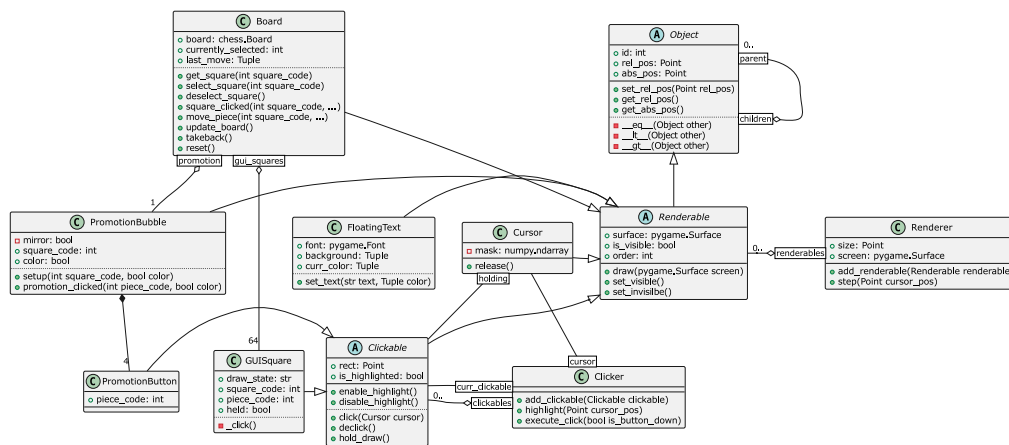 C Board
board: chess.Board
currently_selected: int
last_move: Tuple
get_square(int square_code)
select_square(int square_code)
deselect_square()
square_clicked(int square_code, ...)
move_piece(int square_code, ...)
update_board()
takeback()
reset()
promotion
gui_squares
A Object
id: int
rel_pos: Point
abs_pos: Point
set_rel_pos(Point rel_pos)
get_rel_pos()
get_abs_pos()
__eq__(Object other)
__lt__(Object other)
__gt__(Object other)
0..
parent
children
1
C PromotionBubble
mirror: bool
square_code: int
color: bool
setup(int square_code, bool color)
promotion_clicked(int piece_code, bool color)
C FloatingText
font: pygame.Font
background: Tuple
curr_color: Tuple
set_text(str text, Tuple color)
C Cursor
mask: numpy.ndarray
release()
holding
A Renderable
surface: pygame.Surface
is_visible: bool
order: int
draw(pygame.Surface screen)
set_visible()
set_invisilbe()
0..
renderables
C Renderer
size: Point
screen: pygame.Surface
add_renderable(Renderable renderable)
step(Point cursor_pos)
4
C PromotionButton
piece_code: int
64
C GUISquare
draw_state: str
square_code: int
piece_code: int
held: bool
_click()
A Clickable
rect: Point
is_highlighted: bool
enable_highlight()
disable_highlight()
click(Cursor cursor)
declick()
hold_draw()
cursor
curr_clickable
0..
clickables
C Clicker
add_clickable(Clickable clickable)
highlight(Point cursor_pos)
execute_click(bool is_button_down)